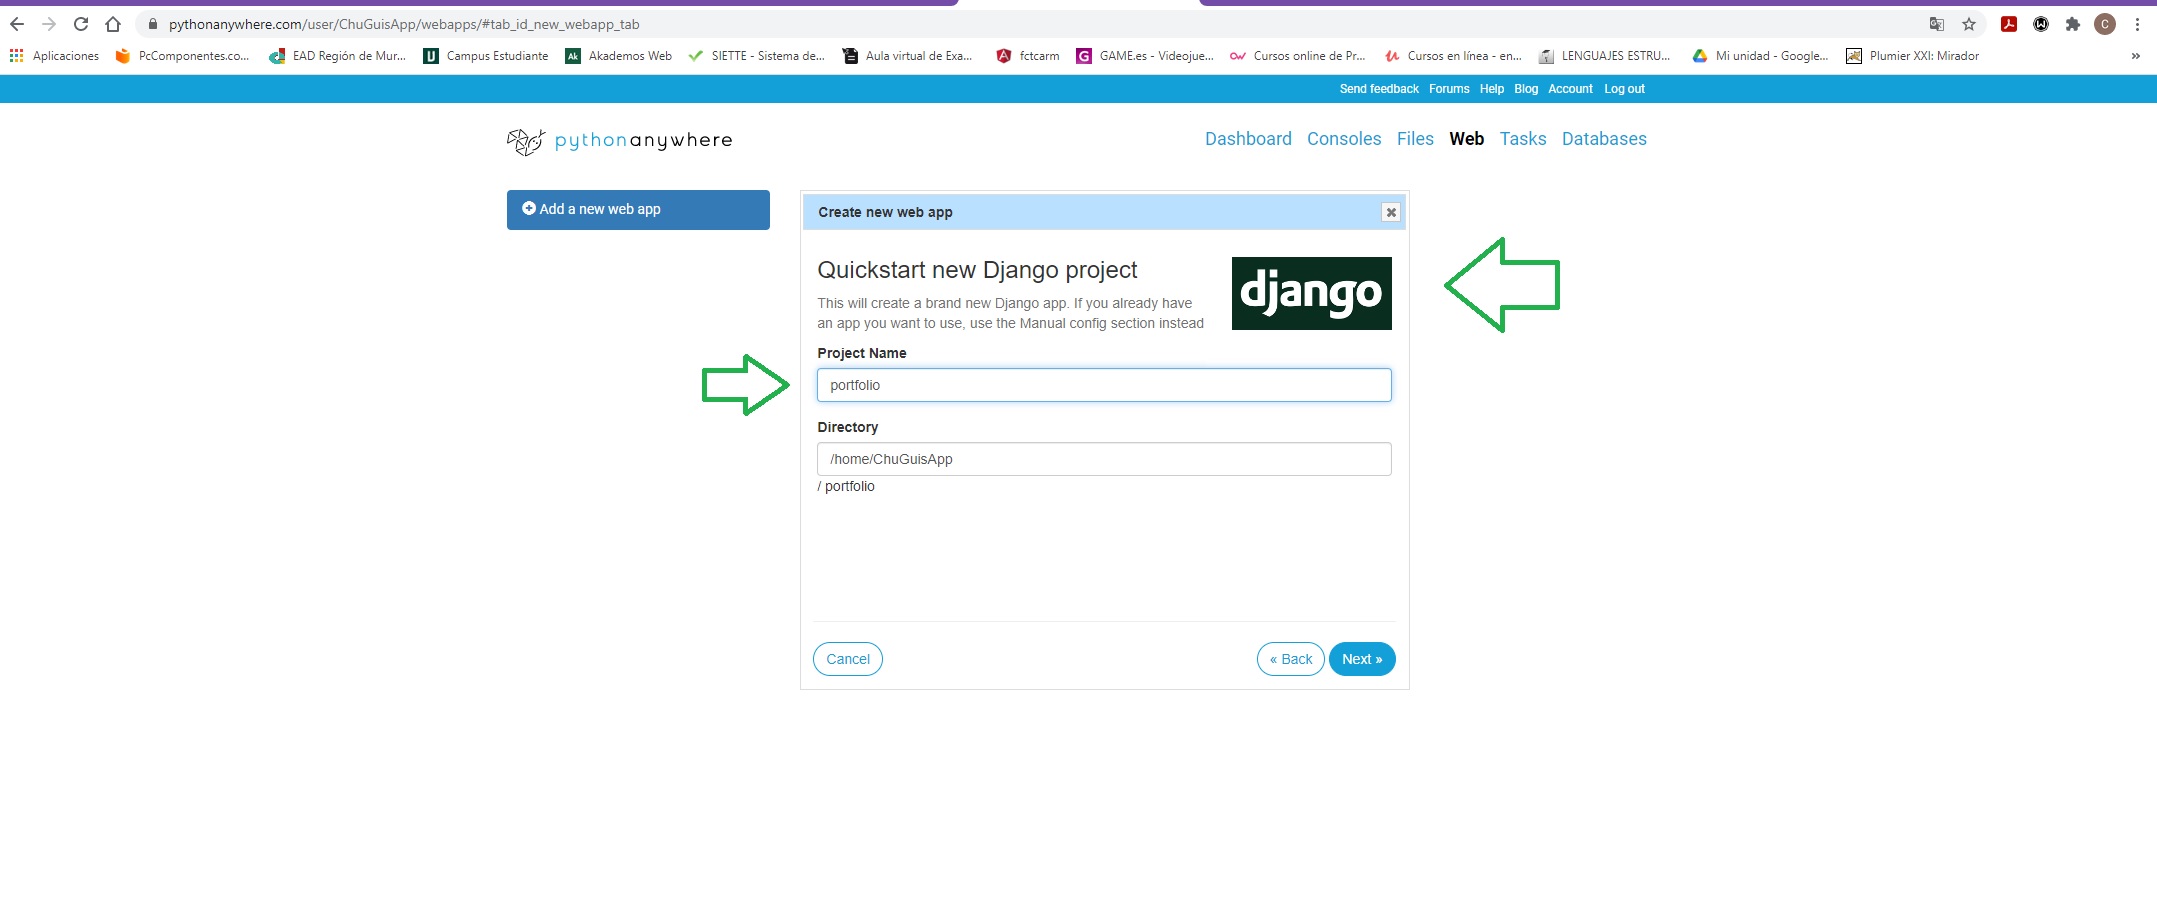 pythonanywhere.com/user/ChuGuisApp/webapps/#tab_id_new_webapp_tab
C
Aplicaciones PcComponentes.co... EAD Región de Mur... Campus Estudiante Ak Akademos Web SIETTE - Sistema de... Aula virtual de Exa... fctcarm G GAME.es - Videojue... Cursos online de Pr... Cursos en línea - en... LENGUAJES ESTRU... Mi unidad - Google... Plumier XXI: Mirador »
Send feedback Forums Help Blog Account Log out
pythonanywhere
Dashboard Consoles Files Web Tasks Databases
Add a new web app
Create new web app
Quickstart new Django project
This will create a brand new Django app. If you already have
an app you want to use, use the Manual config section instead
django
Project Name
portfolio
Directory
/home/ChuGuisApp
/ portfolio
Cancel « Back Next »